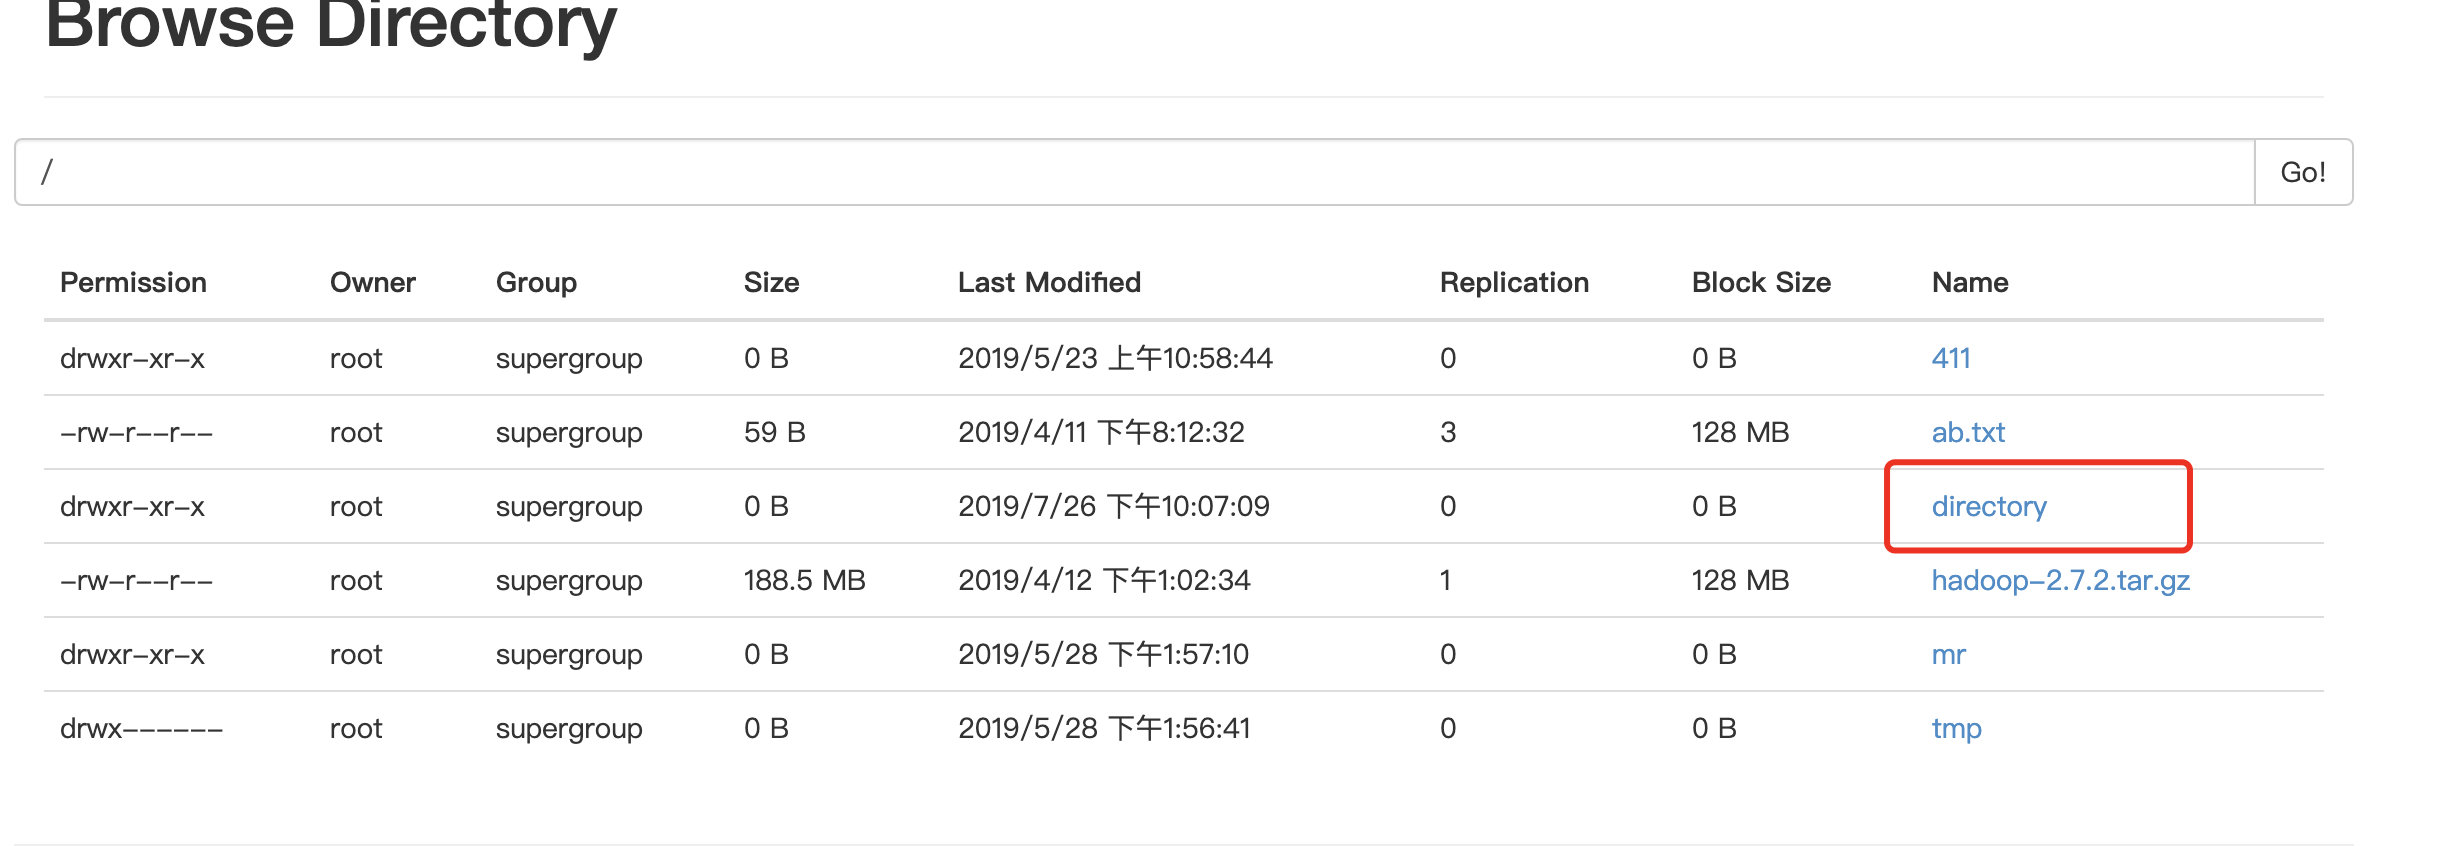 Browse Directory
/ Go!
Permission Owner Group Size Last Modified Replication Block Size Name
drwxr-xr-x root supergroup 0 B 2019/5/23 上午10:58:44 0 0 B 411
-rw-r--r-- root supergroup 59 B 2019/4/11 下午8:12:32 3 128 MB ab.txt
drwxr-xr-x root supergroup 0 B 2019/7/26 下午10:07:09 0 0 B directory
-rw-r--r-- root supergroup 188.5 MB 2019/4/12 下午1:02:34 1 128 MB hadoop-2.7.2.tar.gz
drwxr-xr-x root supergroup 0 B 2019/5/28 下午1:57:10 0 0 B mr
drwx------ root supergroup 0 B 2019/5/28 下午1:56:41 0 0 B tmp